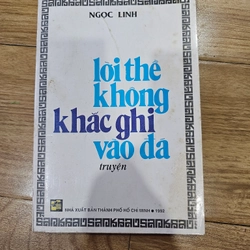 NGỌC LINH
lời thề
không
khắc ghi
vào đá
truyện
NHÀ XUẤT BẢN THÀNH PHỐ HỒ CHÍ MINH